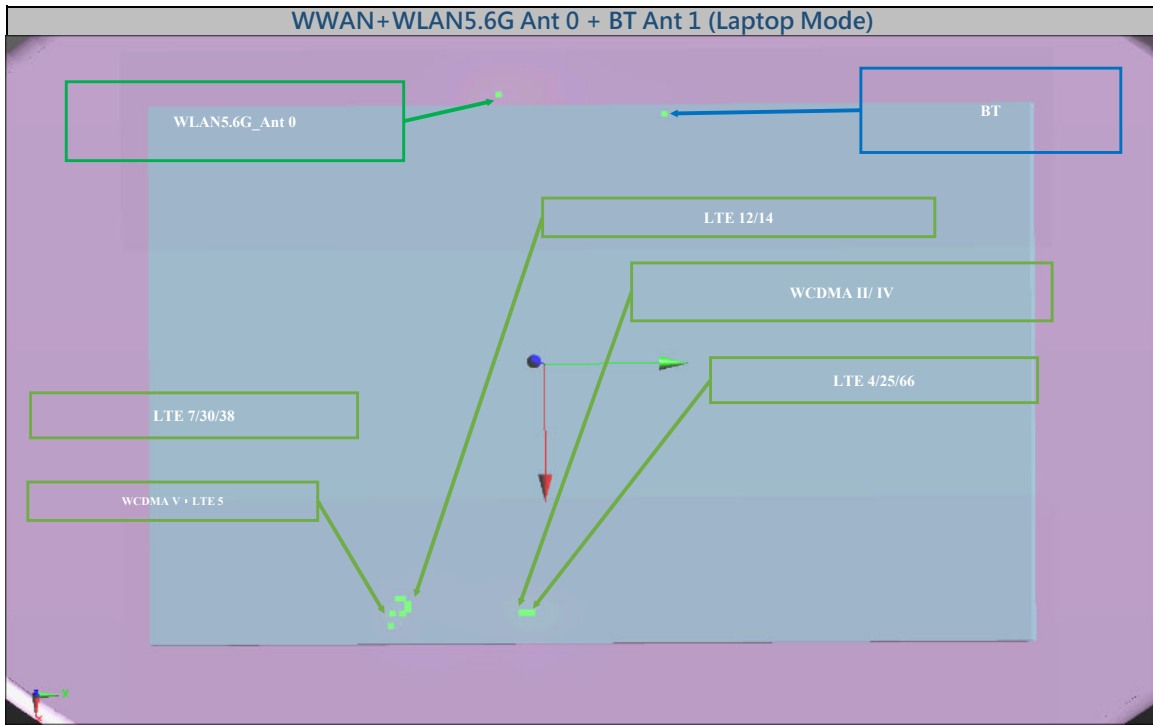 WWAN+WLAN5.6G Ant 0 + BT Ant 1 (Laptop Mode)
WLAN5.6G_Ant 0
BT
LTE 12/14
WCDMA II/ IV
LTE 4/25/66
LTE 7/30/38
WCDMA V，LTE 5
Y
X